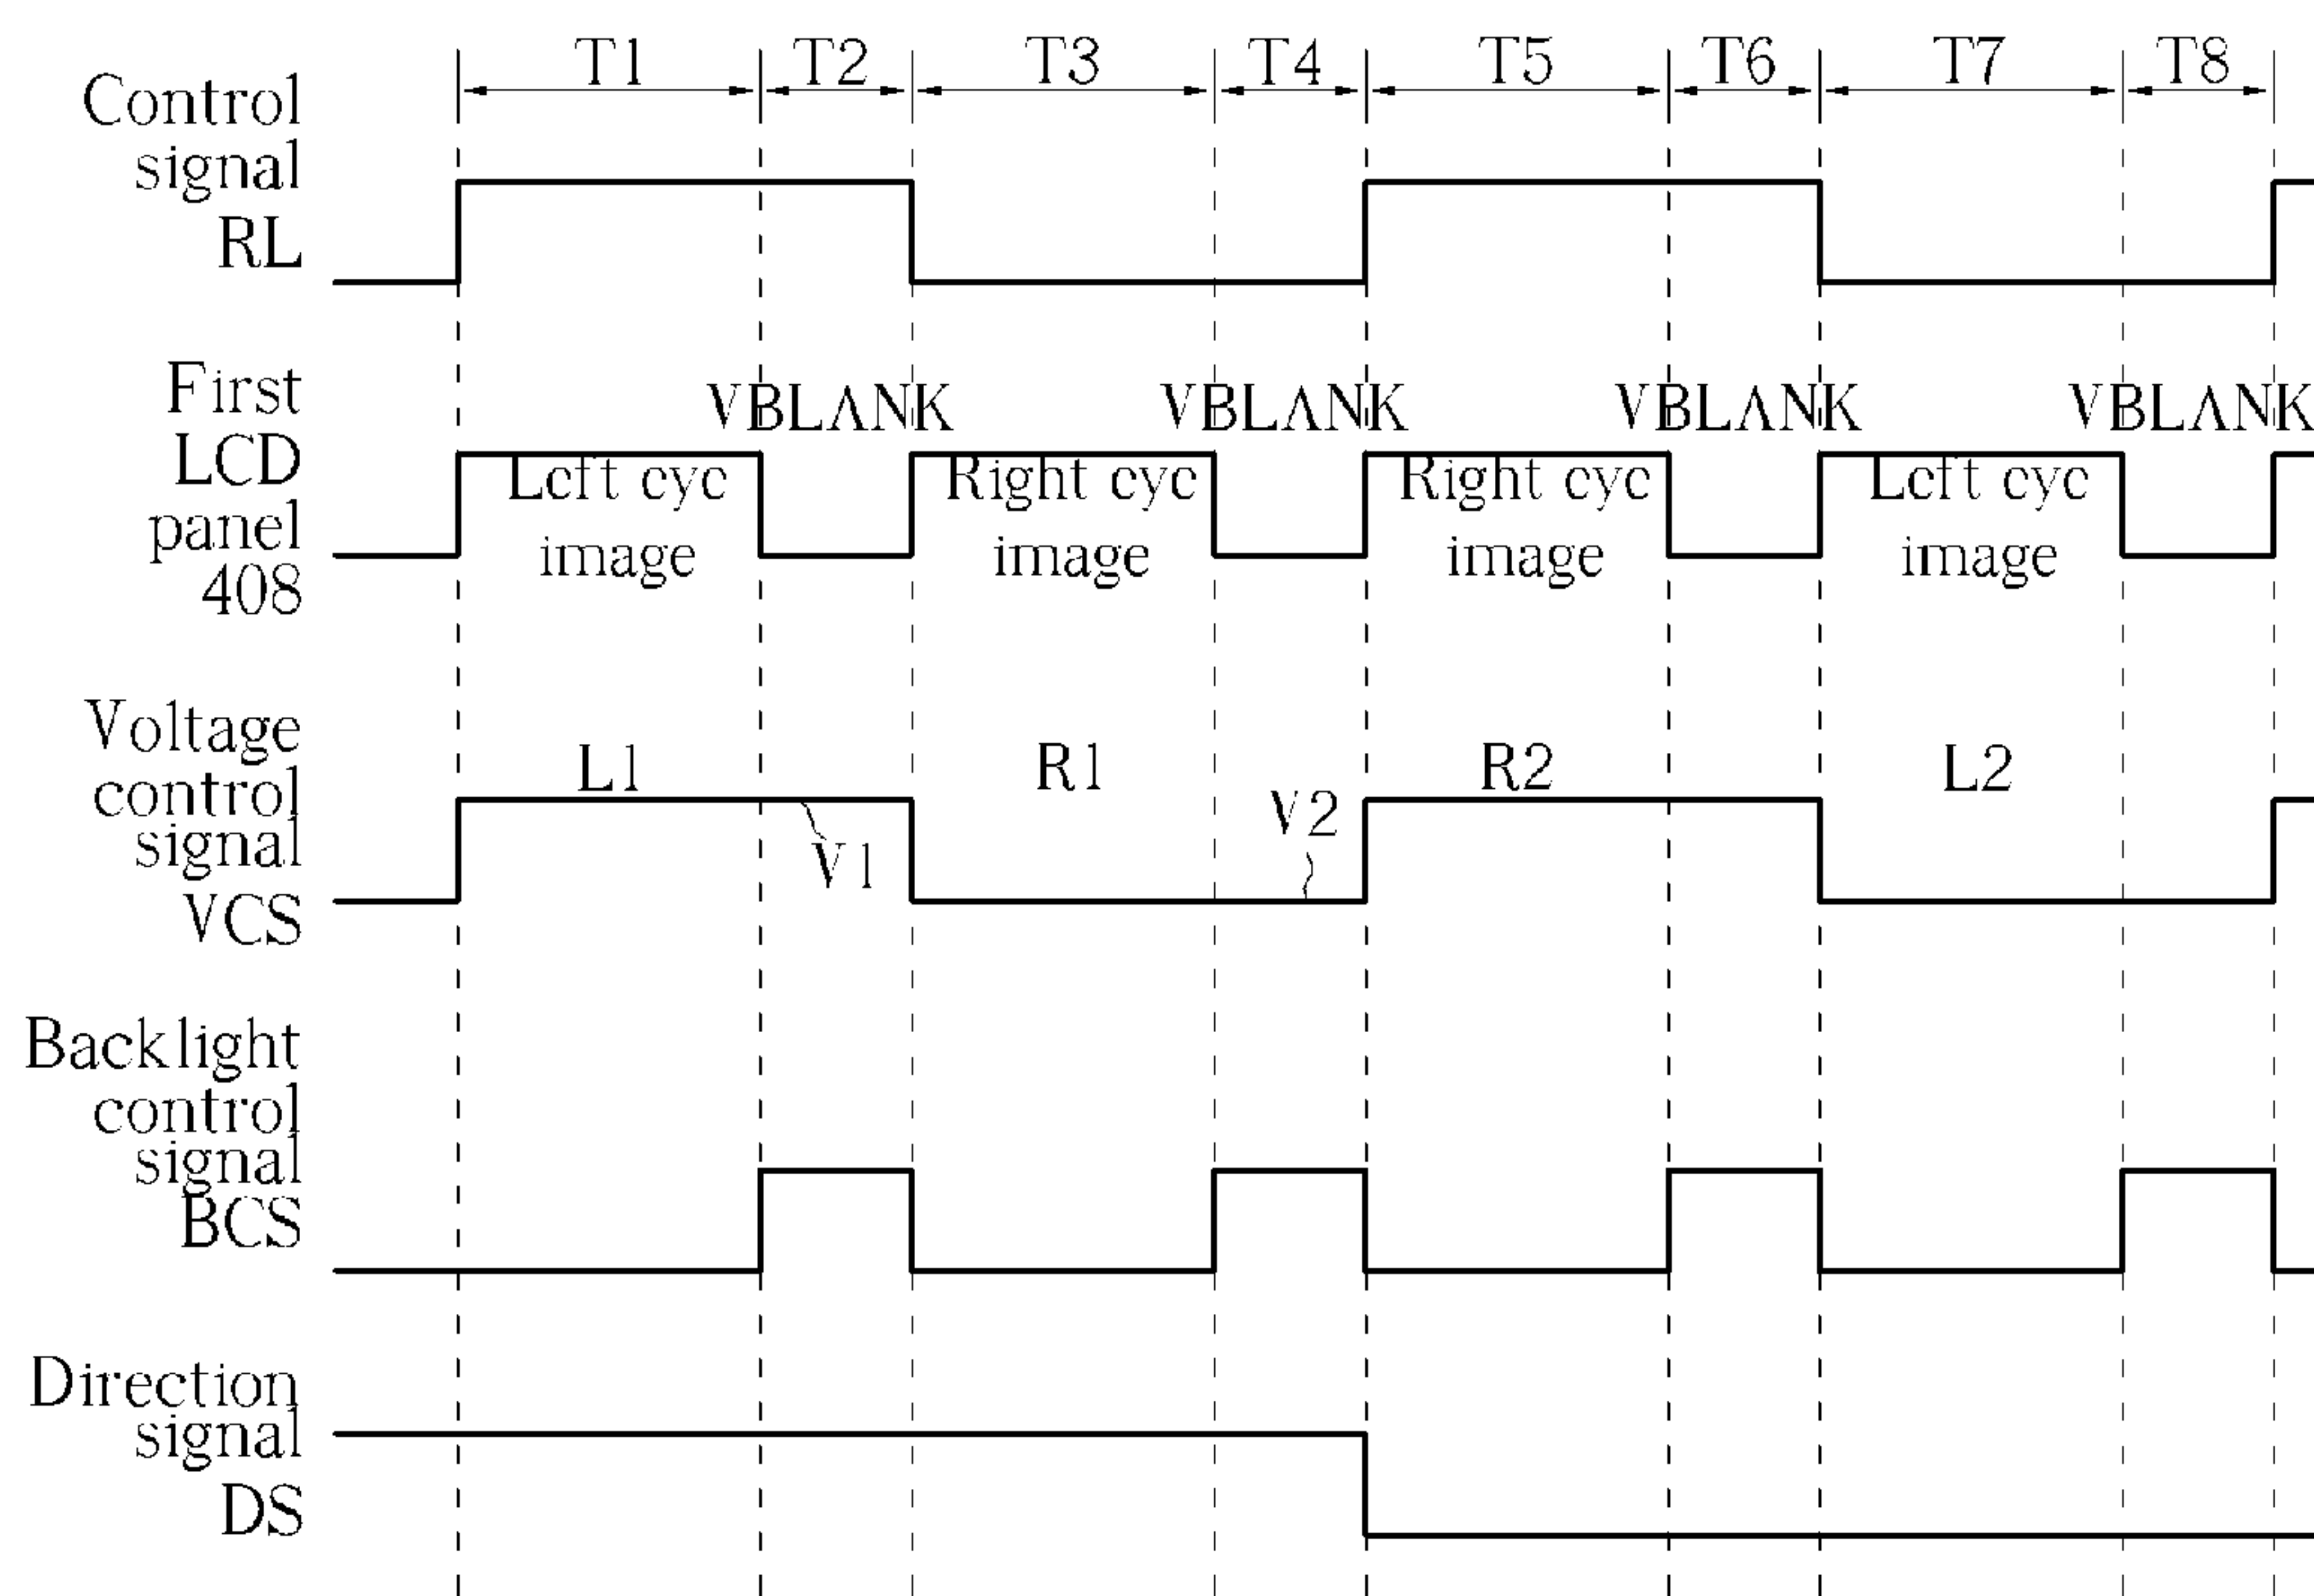 T1 T2 T3 T4 T5 T6 T7 T8
Control
signal
RL
First
LCD
panel
408
VBLANK VBLANK VBLANK VBLANK
Left eye
image
Right eye
image
Right eye
image
Left eye
image
Voltage
control
signal
VCS
L1 R1 R2 L2
V1 V2
Backlight
control
signal
BCS
Direction
signal
DS